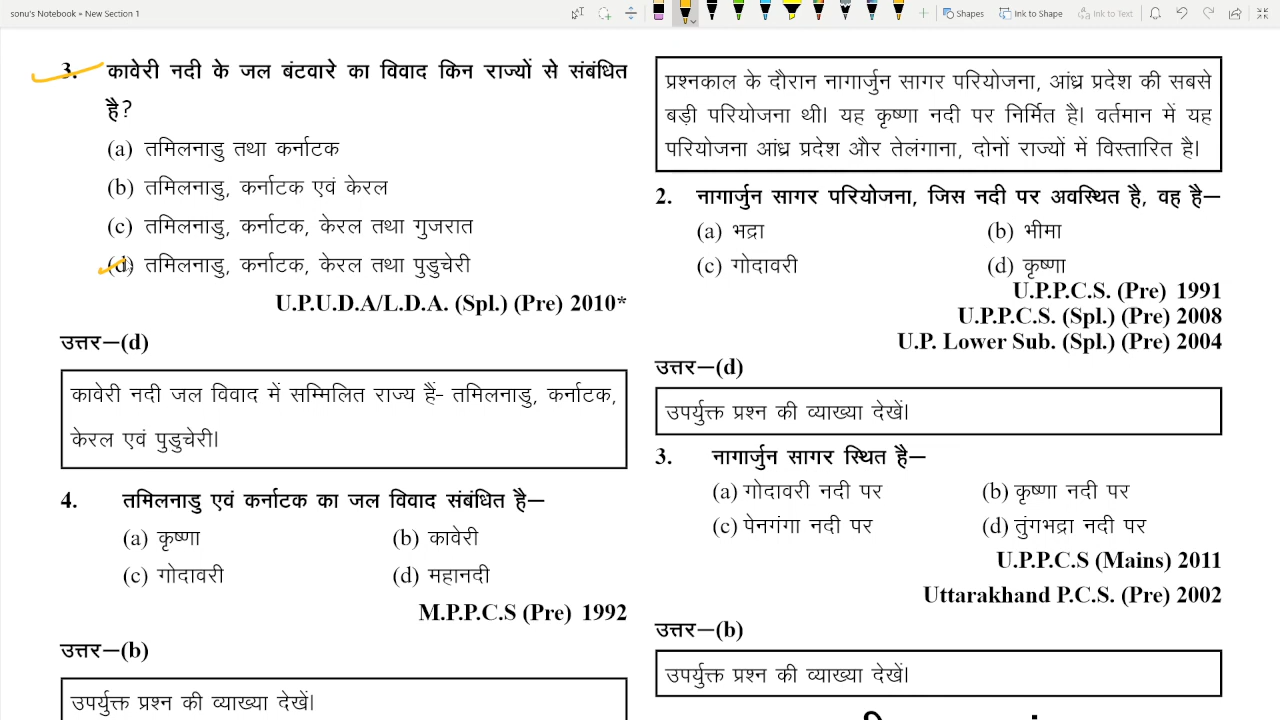 sonu's Notebook » New Section 1
Shapes
Ink to Shape
Ink to Text
3. कावेरी नदी के जल बंटवारे का विवाद किन राज्यों से संबंधित
है?
(a) तमिलनाडु तथा कर्नाटक
(b) तमिलनाडु, कर्नाटक एवं केरल
(c) तमिलनाडु, कर्नाटक, केरल तथा गुजरात
(d) तमिलनाडु, कर्नाटक, केरल तथा पुडुचेरी
U.P.U.D.A/L.D.A. (Spl.) (Pre) 2010*
उत्तर—(d)
कावेरी नदी जल विवाद में सम्मिलित राज्य हैं- तमिलनाडु, कर्नाटक,
केरल एवं पुडुचेरी।
4. तमिलनाडु एवं कर्नाटक का जल विवाद संबंधित है—
(a) कृष्णा (b) कावेरी
(c) गोदावरी (d) महानदी
M.P.P.C.S (Pre) 1992
उत्तर—(b)
उपर्युक्त प्रश्न की व्याख्या देखें।
प्रश्नकाल के दौरान नागार्जुन सागर परियोजना, आंध्र प्रदेश की सबसे
बड़ी परियोजना थी। यह कृष्णा नदी पर निर्मित है। वर्तमान में यह
परियोजना आंध्र प्रदेश और तेलंगाना, दोनों राज्यों में विस्तारित है।
2. नागार्जुन सागर परियोजना, जिस नदी पर अवस्थित है, वह है—
(a) भद्रा (b) भीमा
(c) गोदावरी (d) कृष्णा
U.P.P.C.S. (Pre) 1991
U.P.P.C.S. (Spl.) (Pre) 2008
U.P. Lower Sub. (Spl.) (Pre) 2004
उत्तर—(d)
उपर्युक्त प्रश्न की व्याख्या देखें।
3. नागार्जुन सागर स्थित है—
(a) गोदावरी नदी पर (b) कृष्णा नदी पर
(c) पेनगंगा नदी पर (d) तुंगभद्रा नदी पर
U.P.P.C.S (Mains) 2011
Uttarakhand P.C.S. (Pre) 2002
उत्तर—(b)
उपर्युक्त प्रश्न की व्याख्या देखें।